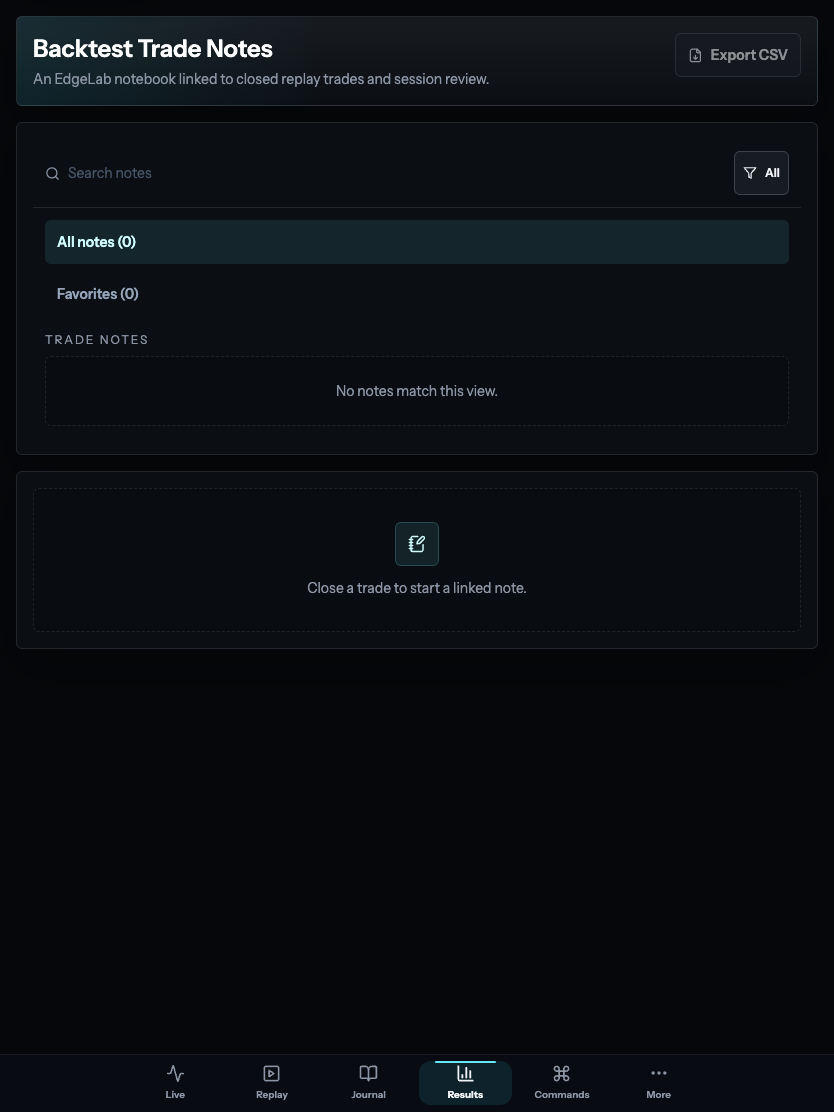 Backtest Trade Notes
An EdgeLab notebook linked to closed replay trades and session review.
Export CSV
Search notes
All
All notes (0)
Favorites (0)
TRADE NOTES
No notes match this view.
Close a trade to start a linked note.
Live
Replay
Journal
Results
Commands
More